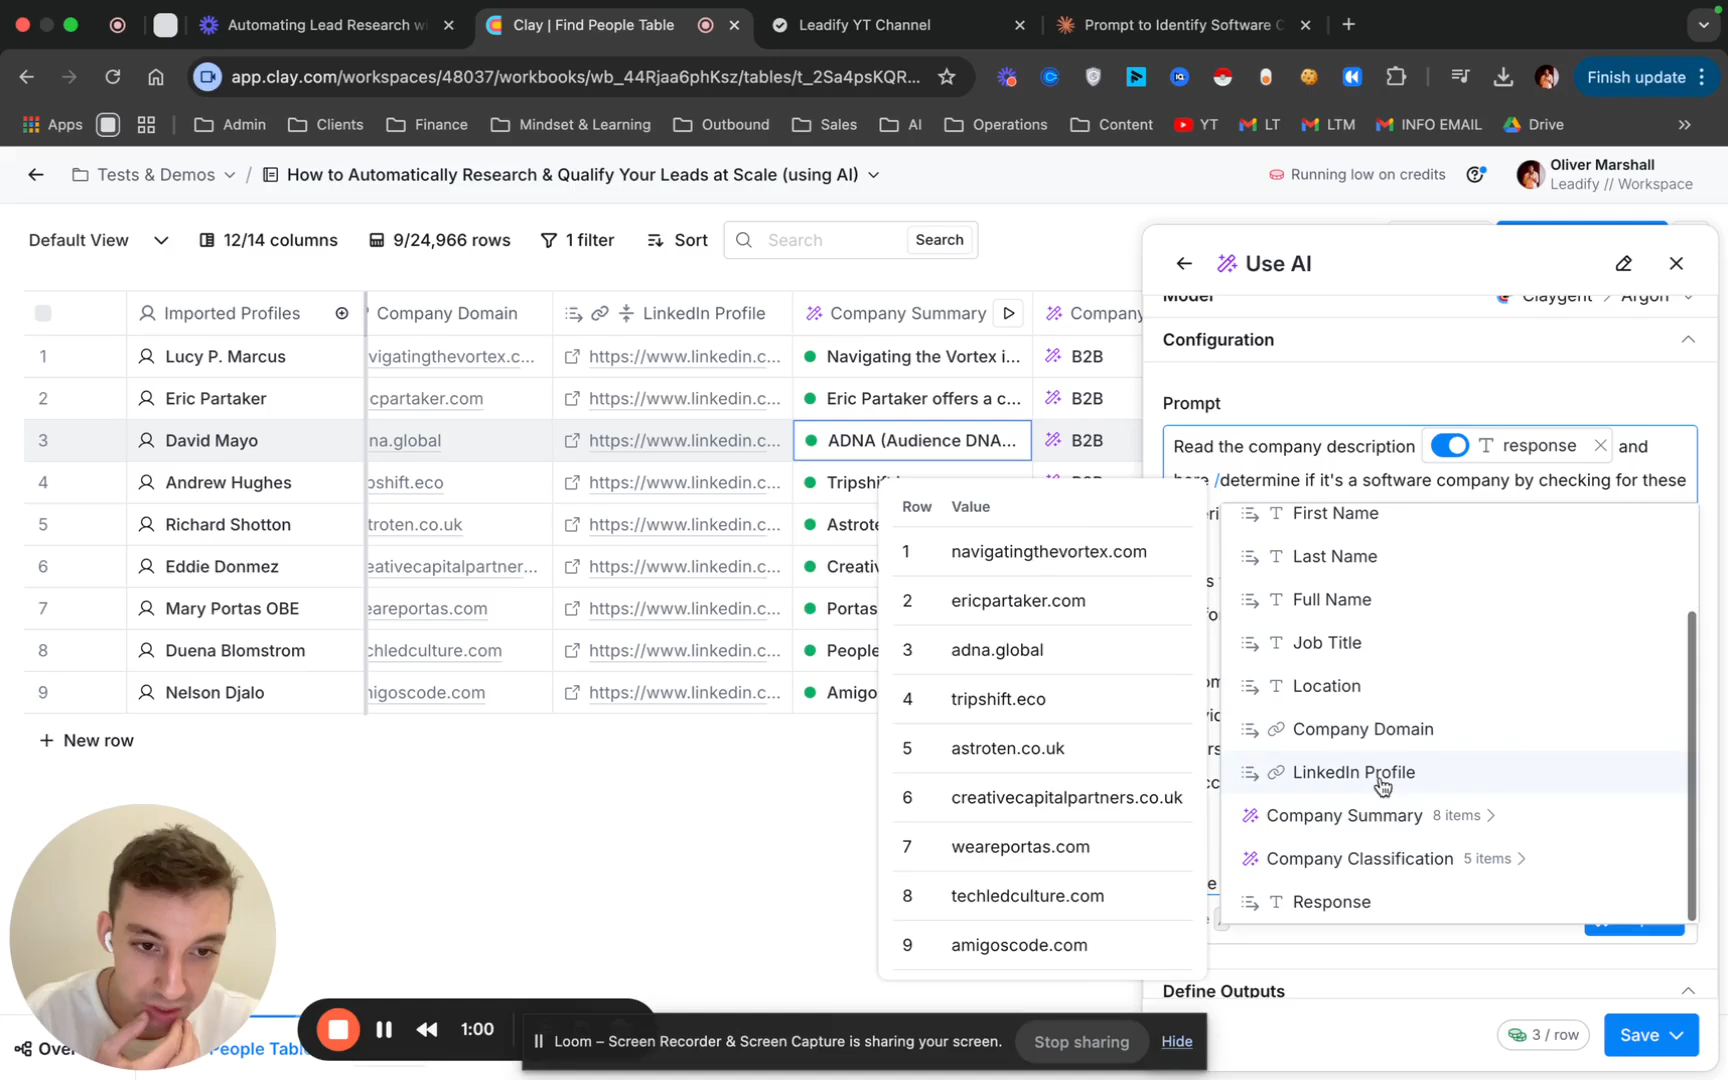 Automating Lead Research wi
Clay | Find People Table
Leadify YT Channel
Prompt to Identify Software C
app.clay.com/workspaces/48037/workbooks/wb_44Rjaa6phKsz/tables/t_2Sa4psKQR...
Finish update
Apps
Admin
Clients
Finance
Mindset & Learning
Outbound
Sales
AI
Operations
Content
YT
LT
LTM
INFO EMAIL
Drive
Tests & Demos / How to Automatically Research & Qualify Your Leads at Scale (using AI)
Running low on credits
Oliver Marshall
Leadify // Workspace
Default View
12/14 columns
9/24,966 rows
1 filter
Sort
Search
Search
Imported Profiles
Company Domain
LinkedIn Profile
Company Summary
Company
1 Lucy P. Marcus vigatingthevortex.c... https://www.linkedin.c... Navigating the Vortex i... B2B
2 Eric Partaker cpartaker.com https://www.linkedin.c... Eric Partaker offers a c... B2B
3 David Mayo na.global https://www.linkedin.c... ADNA (Audience DNA... B2B
4 Andrew Hughes pshift.eco https://www.linkedin.c... Tripshif
5 Richard Shotton troten.co.uk https://www.linkedin.c... Astrote
6 Eddie Donmez eativecapitalpartner... https://www.linkedin.c... Creati
7 Mary Portas OBE eareportas.com https://www.linkedin.c... Portas
8 Duena Blomstrom chledculture.com https://www.linkedin.c... People
9 Nelson Djalo nigoscode.com https://www.linkedin.c... Amigo
+ New row
Row Value
1 navigatingthevortex.com
2 ericpartaker.com
3 adna.global
4 tripshift.eco
5 astroten.co.uk
6 creativecapitalpartners.co.uk
7 weareportas.com
8 techledculture.com
9 amigoscode.com
Use AI
Model
Claygent > Argon
Configuration
Prompt
Read the company description response and
here /determine if it's a software company by checking for these
First Name
Last Name
Full Name
Job Title
Location
Company Domain
LinkedIn Profile
Company Summary 8 items
Company Classification 5 items
Response
Define Outputs
3 / row
Save
Over
People Tabl
1:00
Loom – Screen Recorder & Screen Capture is sharing your screen.
Stop sharing
Hide